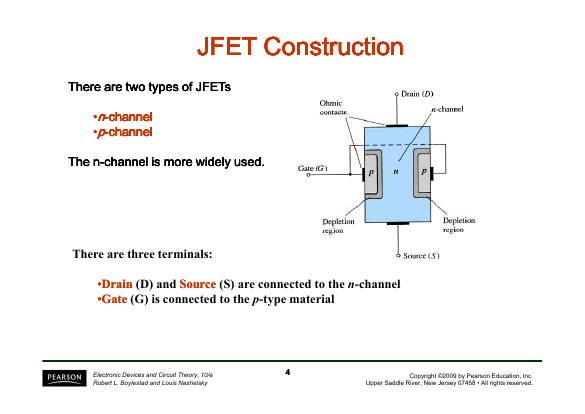 JFET Construction
There are two types of JFETs
•n-channel
•p-channel
The n-channel is more widely used.
Drain (D)
Ohmic
contacts
n-channel
Gate (G)
p
n
p
Depletion
region
Depletion
region
Source (S)
There are three terminals:
•Drain (D) and Source (S) are connected to the n-channel
•Gate (G) is connected to the p-type material
PEARSON
Electronic Devices and Circuit Theory, 10/e
Robert L. Boylestad and Louis Nashelsky
4
Copyright ©2009 by Pearson Education, Inc.
Upper Saddle River, New Jersey 07458 • All rights reserved.